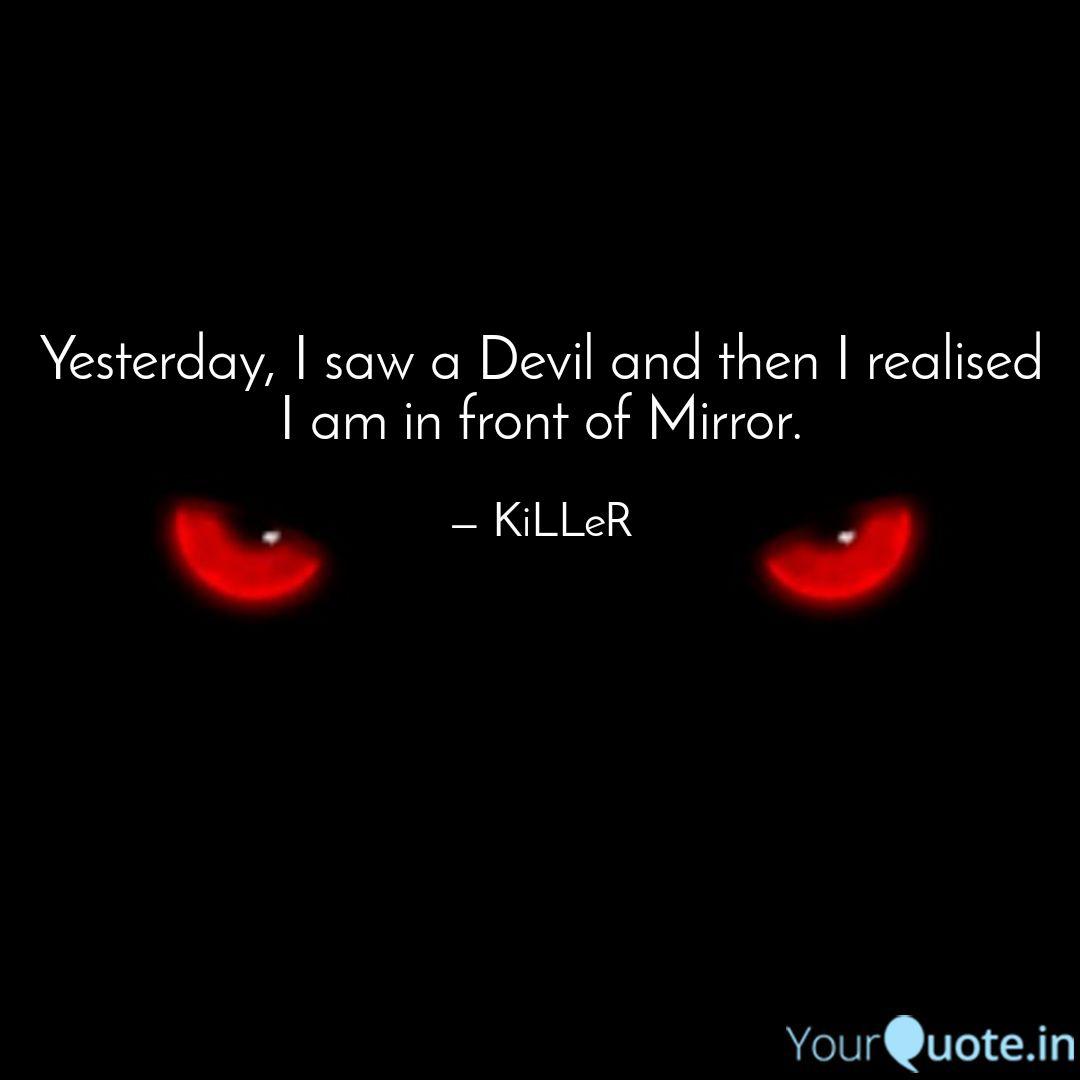 Yesterday, I saw a Devil and then I realised
I am in front of Mirror.
– KiLLeR
YourQuote.in